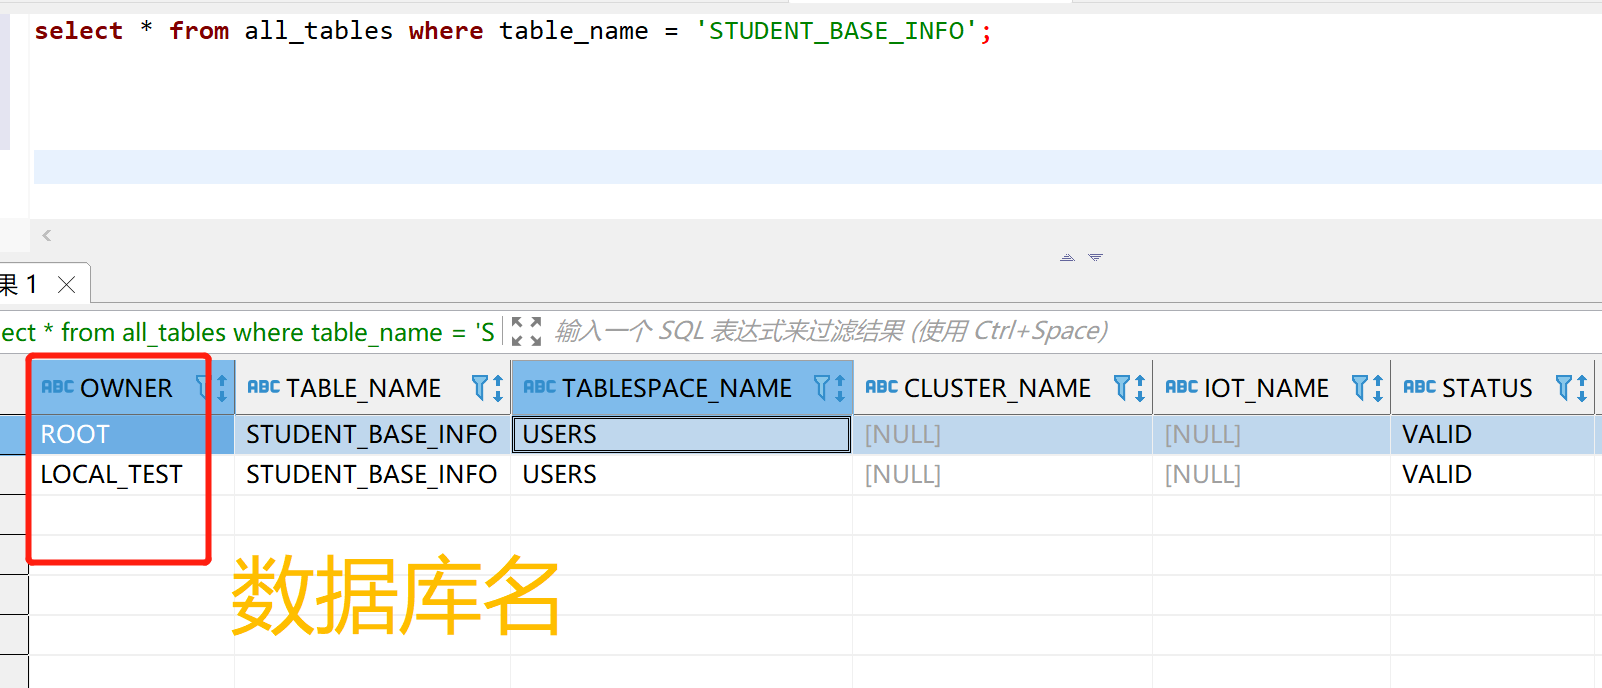 select * from all_tables where table_name = 'STUDENT_BASE_INFO';
果 1
ect * from all_tables where table_name = 'S 输入一个 SQL 表达式来过滤结果 (使用 Ctrl+Space)
ABC OWNER ABC TABLE_NAME ABC TABLESPACE_NAME ABC CLUSTER_NAME ABC IOT_NAME ABC STATUS
ROOT STUDENT_BASE_INFO USERS [NULL] [NULL] VALID
LOCAL_TEST STUDENT_BASE_INFO USERS [NULL] [NULL] VALID
数据库名